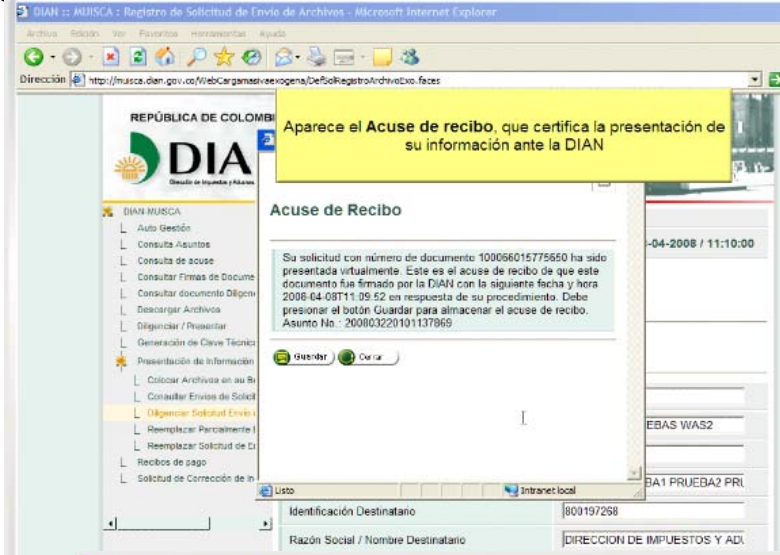 DIAN :: MUISCA : Registro de Solicitud de Envio de Archivos - Microsoft Internet Explorer
Archivo Edición Ver Favoritos Herramientas Ayuda
Dirección http://muisca.dian.gov.co/WebCargamasivaexogena/DefSolRegistroArchivoExo.faces
REPÚBLICA DE COLOMBI
DIA
Dirección de Impuestos y Aduanas
Aparece el Acuse de recibo, que certifica la presentación de
su información ante la DIAN
DIAN-MUISCA
Auto Gestión
Consulta Asuntos
Consulta de acuse
Consultar Firmas de Docume
Consultar documento Diligen
Descargar Archivos
Diligenciar / Presentar
Generación de Clave Técnic
Presentación de Información
Colocar Archivos en su B
Consultar Envios de Solici
Diligenciar Solicitud Envio
Reemplazar Parcialmente
Reemplazar Solicitud de E
Recibos de pago
Solicitud de Corrección de In
Acuse de Recibo
Su solicitud con número de documento 100066015775650 ha sido
presentada virtualmente. Este es el acuse de recibo de que este
documento fue firmado por la DIAN con la siguiente fecha y hora
2008-04-08T11:09:52 en respuesta de su procedimiento. Debe
presionar el botón Guardar para almacenar el acuse de recibo.
Asunto No.: 200803220101137869
Guardar Cerrar
Listo Intranet local
-04-2008 / 11:10:00
EBAS WAS2
BA1 PRUEBA2 PRU
Identificación Destinatario 800197268
Razón Social / Nombre Destinatario DIRECCION DE IMPUESTOS Y ADU